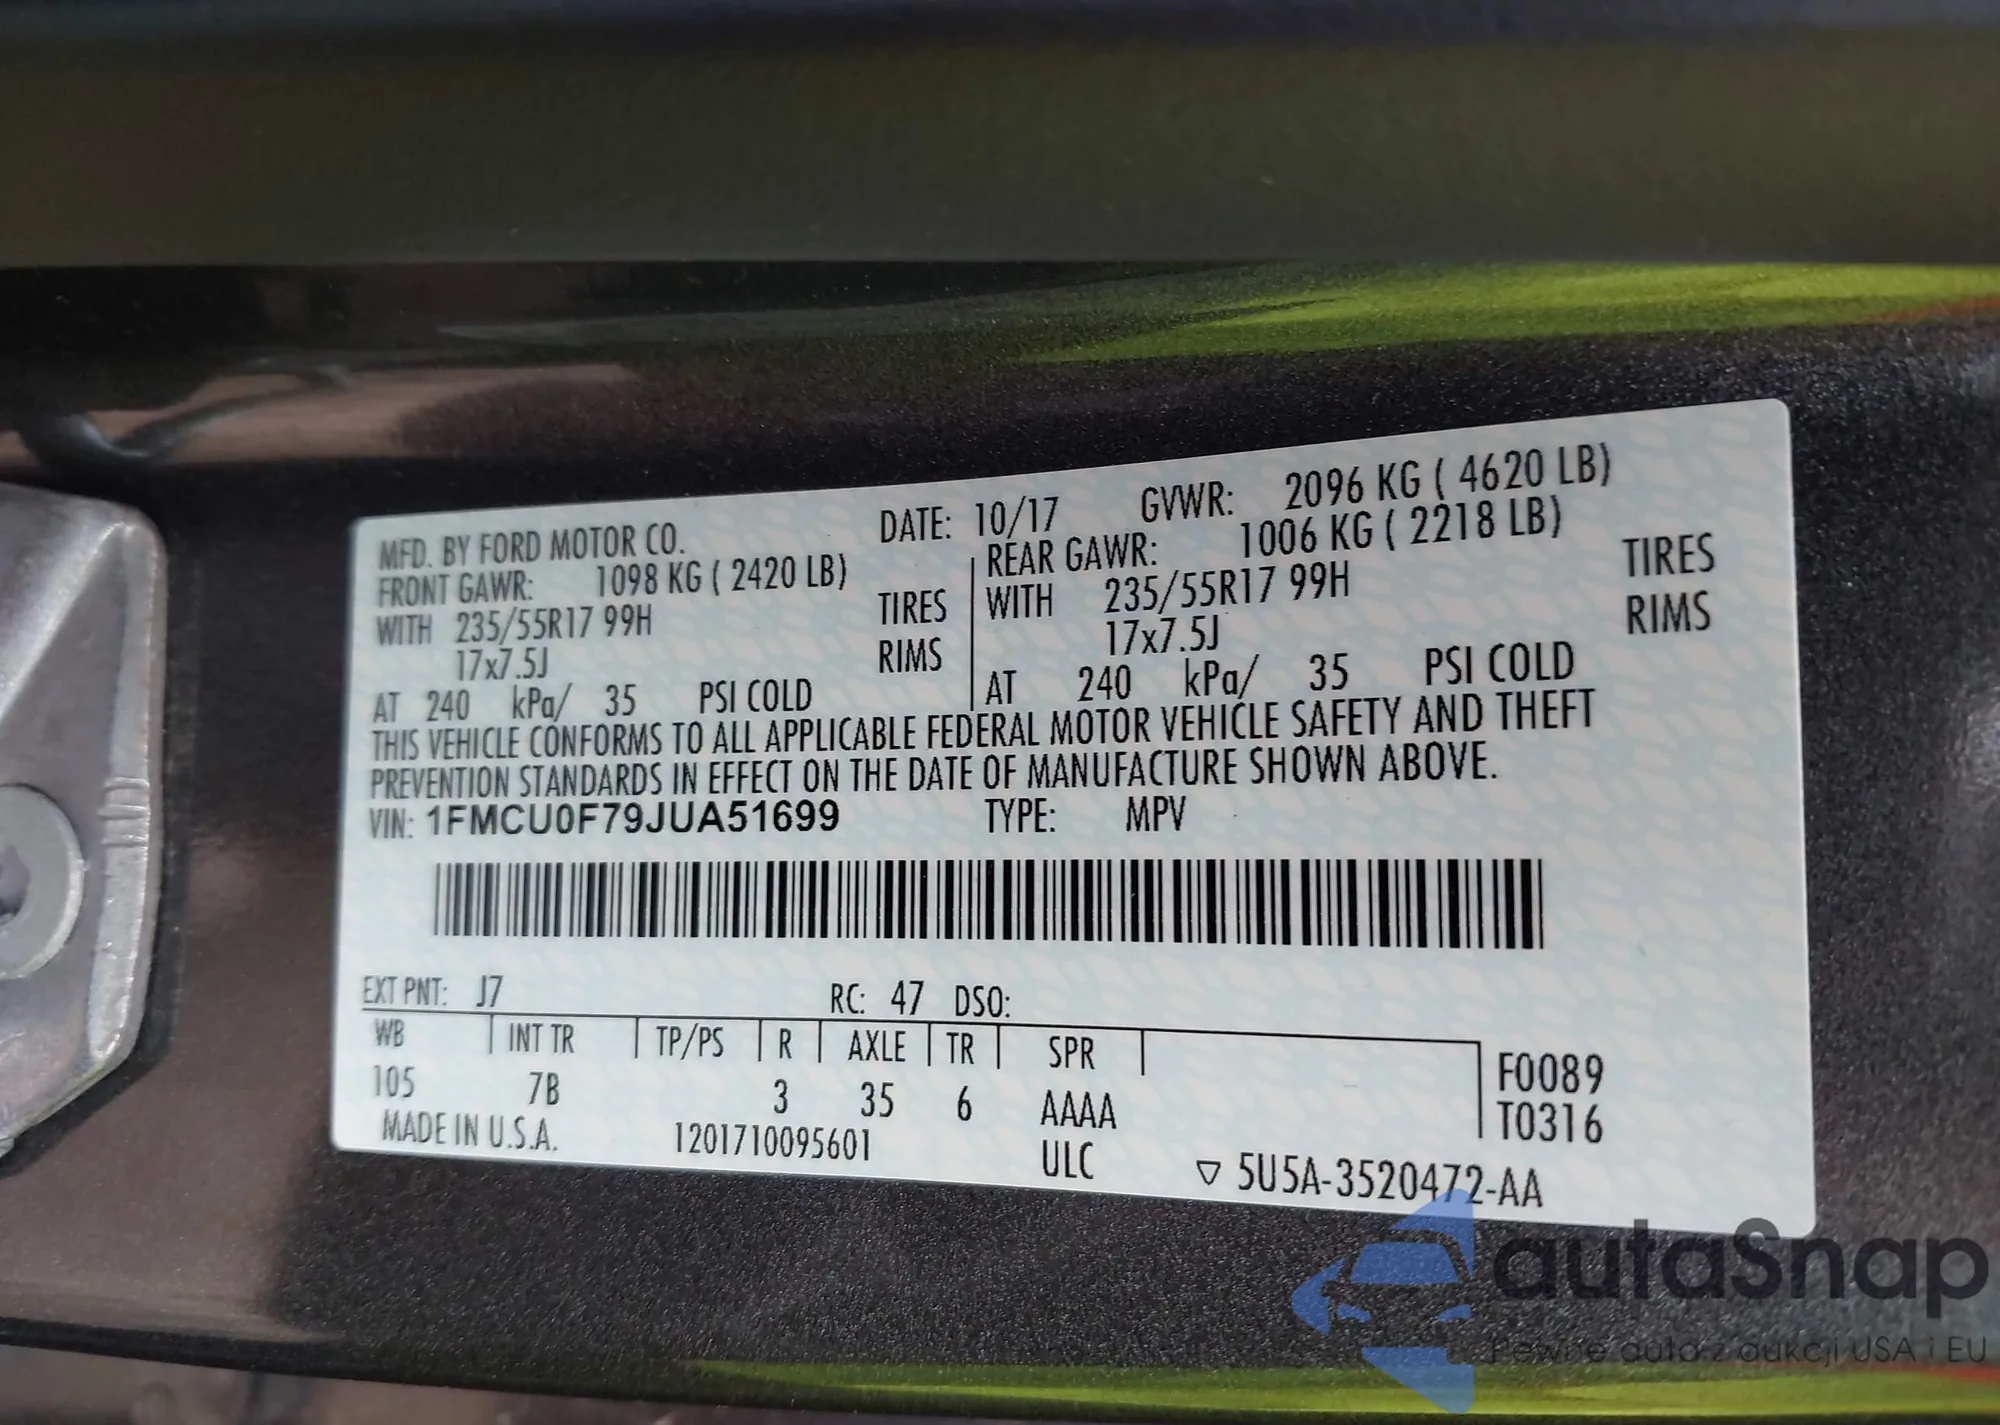 MFD. BY FORD MOTOR CO. DATE: 10/17 GVWR: 2096 KG ( 4620 LB)
FRONT GAWR: 1098 KG ( 2420 LB) REAR GAWR: 1006 KG ( 2218 LB)
WITH 235/55R17 99H TIRES WITH 235/55R17 99H TIRES
17x7.5J RIMS 17x7.5J RIMS
AT 240 kPa/ 35 PSI COLD AT 240 kPa/ 35 PSI COLD
THIS VEHICLE CONFORMS TO ALL APPLICABLE FEDERAL MOTOR VEHICLE SAFETY AND THEFT
PREVENTION STANDARDS IN EFFECT ON THE DATE OF MANUFACTURE SHOWN ABOVE.
VIN: 1FMCU0F79JUA51699 TYPE: MPV
EXT PNT: J7 RC: 47 DSO:
WB INT TR TP/PS R AXLE TR SPR F0089
105 7B 3 35 6 AAAA T0316
MADE IN U.S.A. 1201710095601 ULC ▽ 5U5A-3520472-AA
autaSnap
Pewne auta z aukcji USA i EU